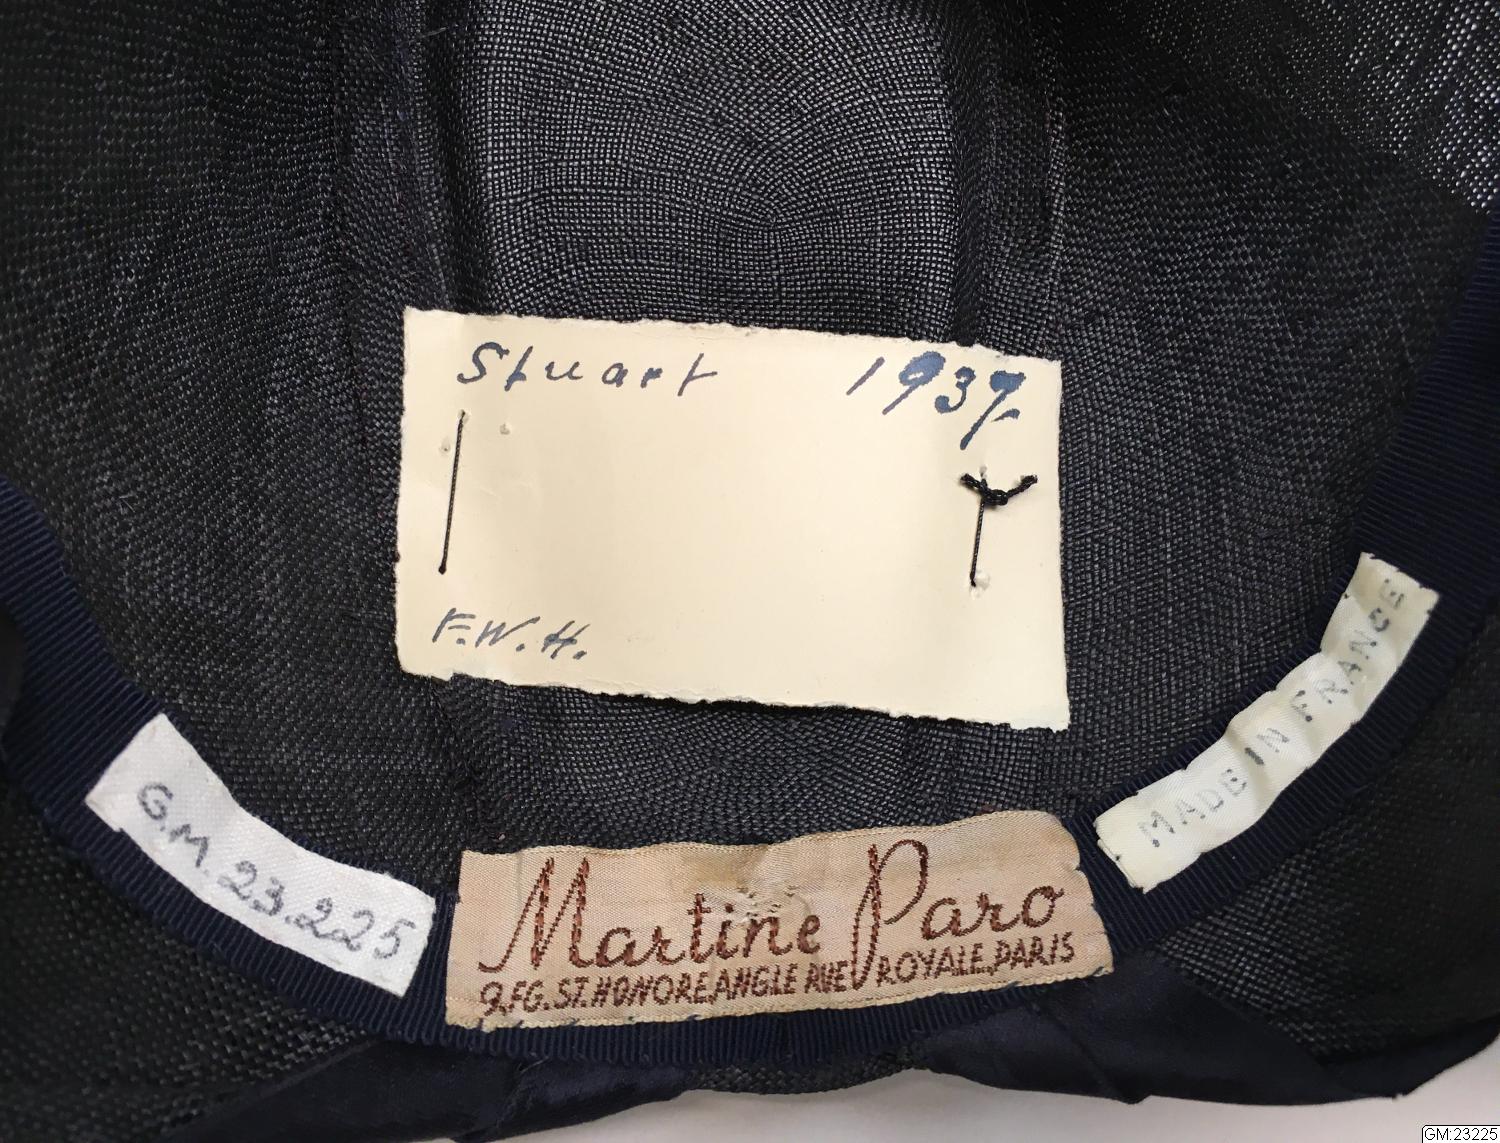 Stuart 1937
F.W.H.
G.M.23.225
Martine Paro
9, FG. ST. HONORE, ANGLE RUE ROYALE, PARIS
MADE IN FRANCE
GM:23225